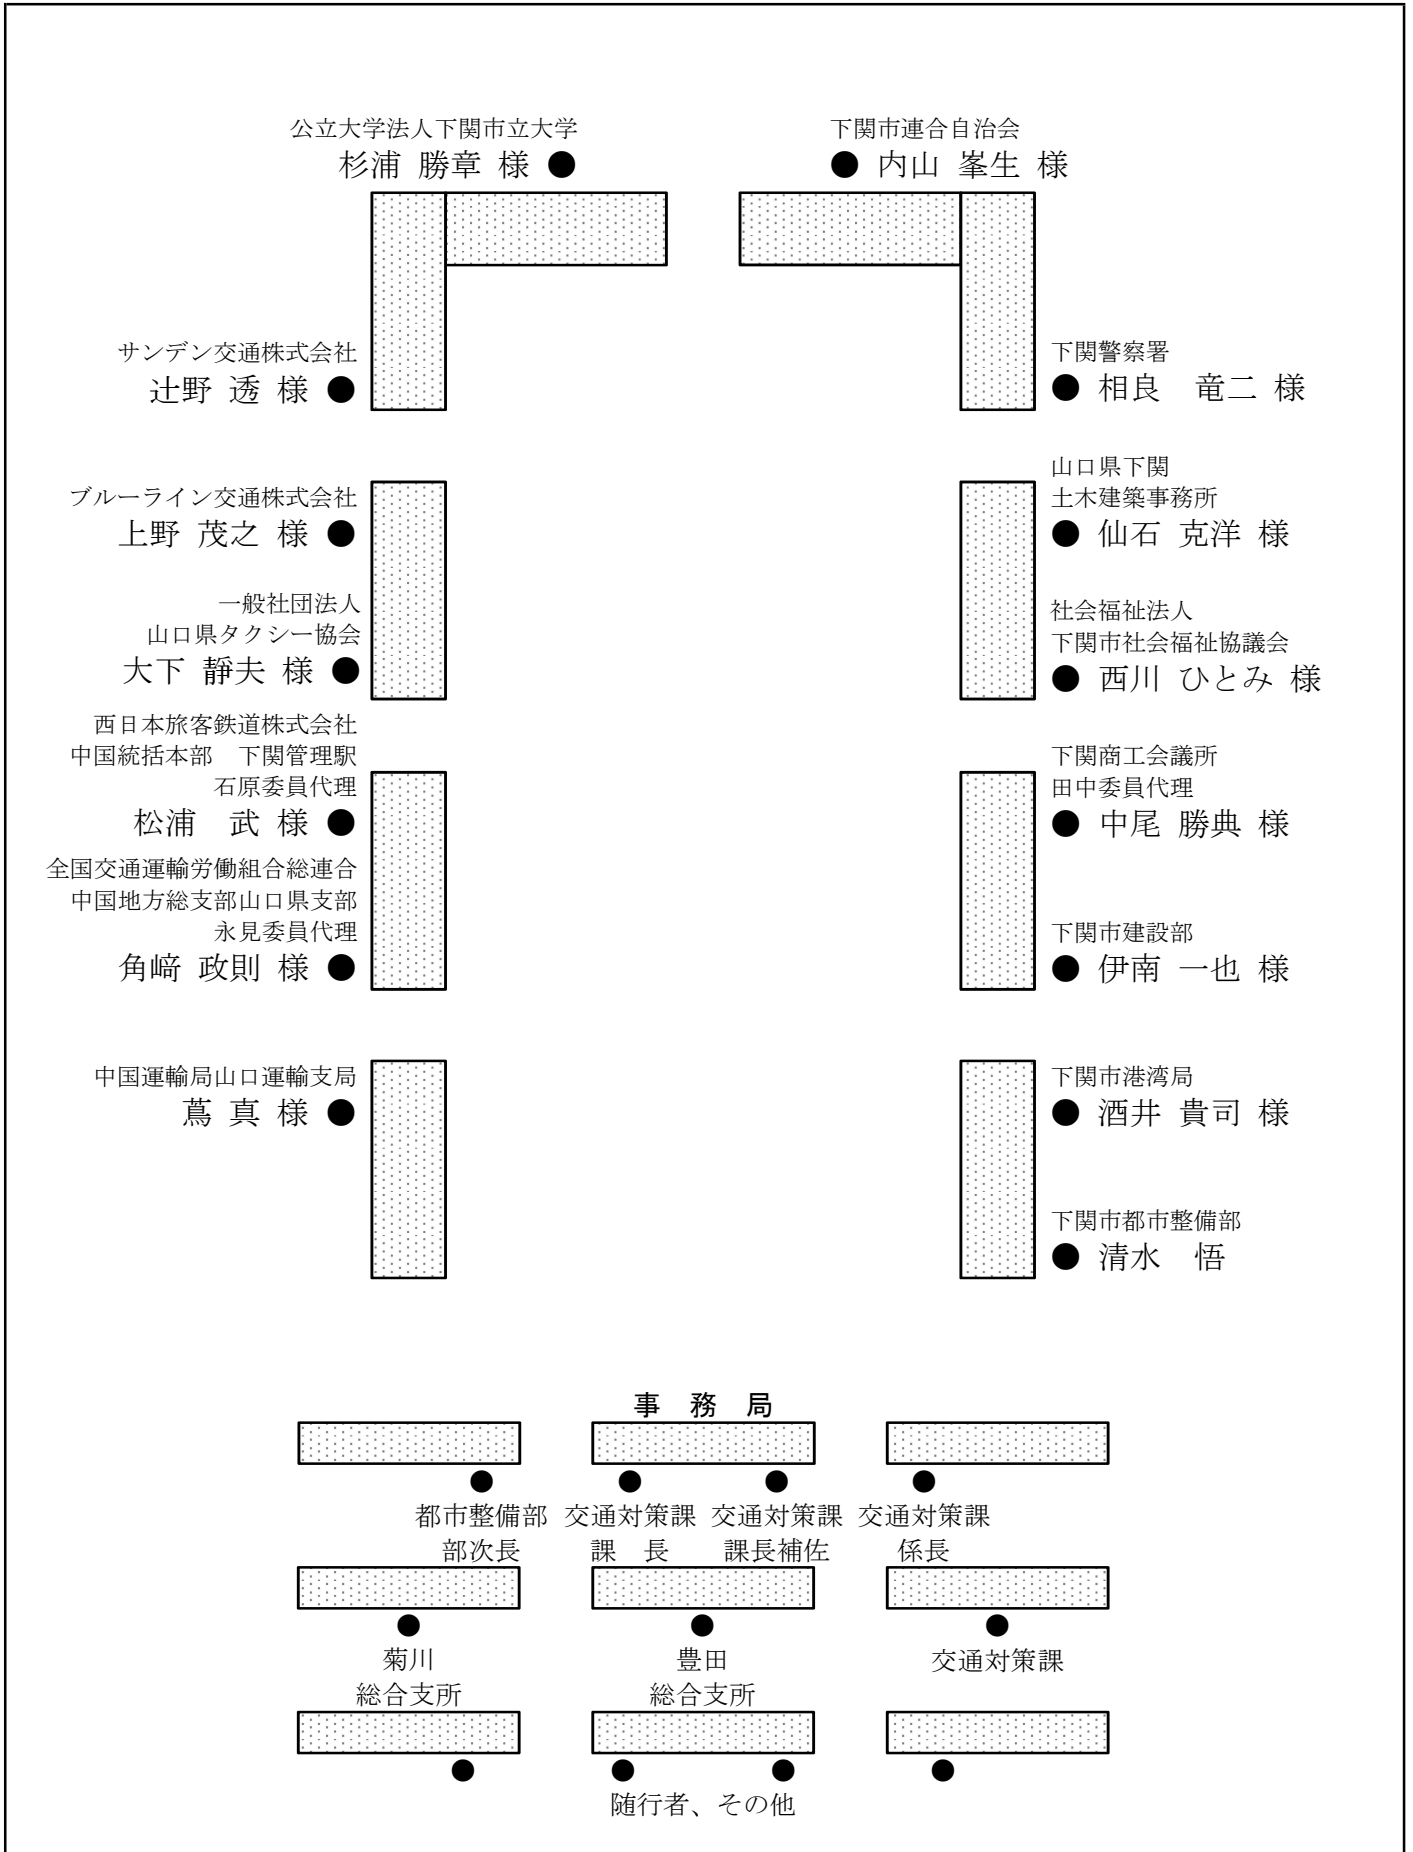 公立大学法人下関市立大学
杉浦 勝章 様 ●
下関市連合自治会
● 内山 峯生 様
サンデン交通株式会社
辻野 透 様 ●
下関警察署
● 相良　竜二 様
ブルーライン交通株式会社
上野 茂之 様 ●
山口県下関
土木建築事務所
● 仙石 克洋 様
一般社団法人
山口県タクシー協会
大下 靜夫 様 ●
社会福祉法人
下関市社会福祉協議会
● 西川 ひとみ 様
西日本旅客鉄道株式会社
中国統括本部　下関管理駅
石原委員代理
松浦　武 様 ●
下関商工会議所
田中委員代理
● 中尾 勝典 様
全国交通運輸労働組合総連合
中国地方総支部山口県支部
永見委員代理
角﨑 政則 様 ●
下関市建設部
● 伊南 一也 様
中国運輸局山口運輸支局
蔦 真 様 ●
下関市港湾局
● 酒井 貴司 様
下関市都市整備部
● 清水　悟
事　務　局
都市整備部
部次長
交通対策課
課　長
交通対策課
課長補佐
交通対策課
係長
菊川
総合支所
豊田
総合支所
交通対策課
随行者、その他